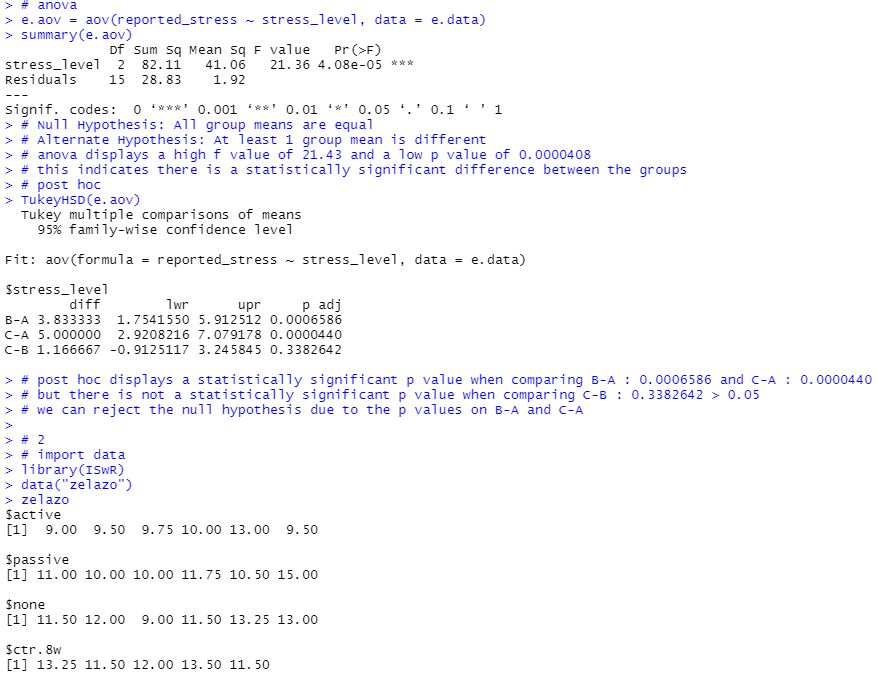 > # anova
> e.aov = aov(reported_stress ~ stress_level, data = e.data)
> summary(e.aov)
             Df Sum Sq Mean Sq F value   Pr(>F)
stress_level  2  82.11   41.06   21.36 4.08e-05 ***
Residuals    15  28.83    1.92
---
Signif. codes:  0 ‘***’ 0.001 ‘**’ 0.01 ‘*’ 0.05 ‘.’ 0.1 ‘ ’ 1
> # Null Hypothesis: All group means are equal
> # Alternate Hypothesis: At least 1 group mean is different
> # anova displays a high f value of 21.43 and a low p value of 0.0000408
> # this indicates there is a statistically significant difference between the groups
> # post hoc
> TukeyHSD(e.aov)
  Tukey multiple comparisons of means
    95% family-wise confidence level

Fit: aov(formula = reported_stress ~ stress_level, data = e.data)

$stress_level
        diff        lwr      upr     p adj
B-A 3.833333  1.7541550 5.912512 0.0006586
C-A 5.000000  2.9208216 7.079178 0.0000440
C-B 1.166667 -0.9125117 3.245845 0.3382642

> # post hoc displays a statistically significant p value when comparing B-A : 0.0006586 and C-A : 0.0000440
> # but there is not a statistically significant p value when comparing C-B : 0.3382642 > 0.05
> # we can reject the null hypothesis due to the p values on B-A and C-A
>
> # 2
> # import data
> library(ISwR)
> data("zelazo")
> zelazo
$active
[1]  9.00  9.50  9.75 10.00 13.00  9.50

$passive
[1] 11.00 10.00 10.00 11.75 10.50 15.00

$none
[1] 11.50 12.00  9.00 11.50 13.25 13.00

$ctr.8w
[1] 13.25 11.50 12.00 13.50 11.50